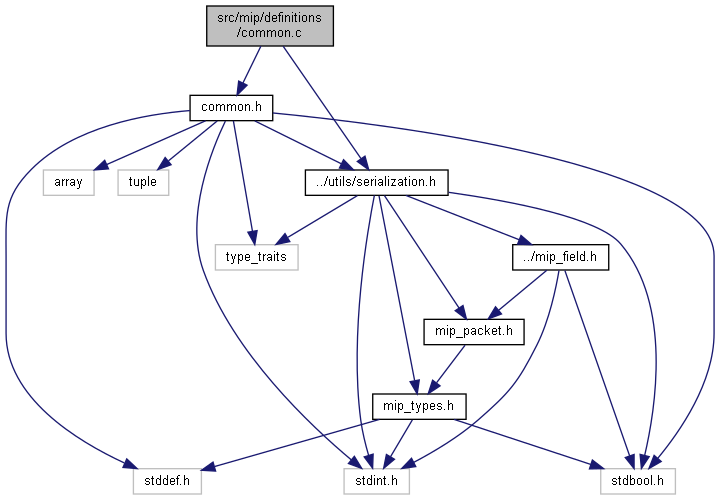 src/mip/definitions
/common.c
common.h
array
tuple
../utils/serialization.h
type_traits
../mip_field.h
mip_packet.h
mip_types.h
stddef.h
stdint.h
stdbool.h